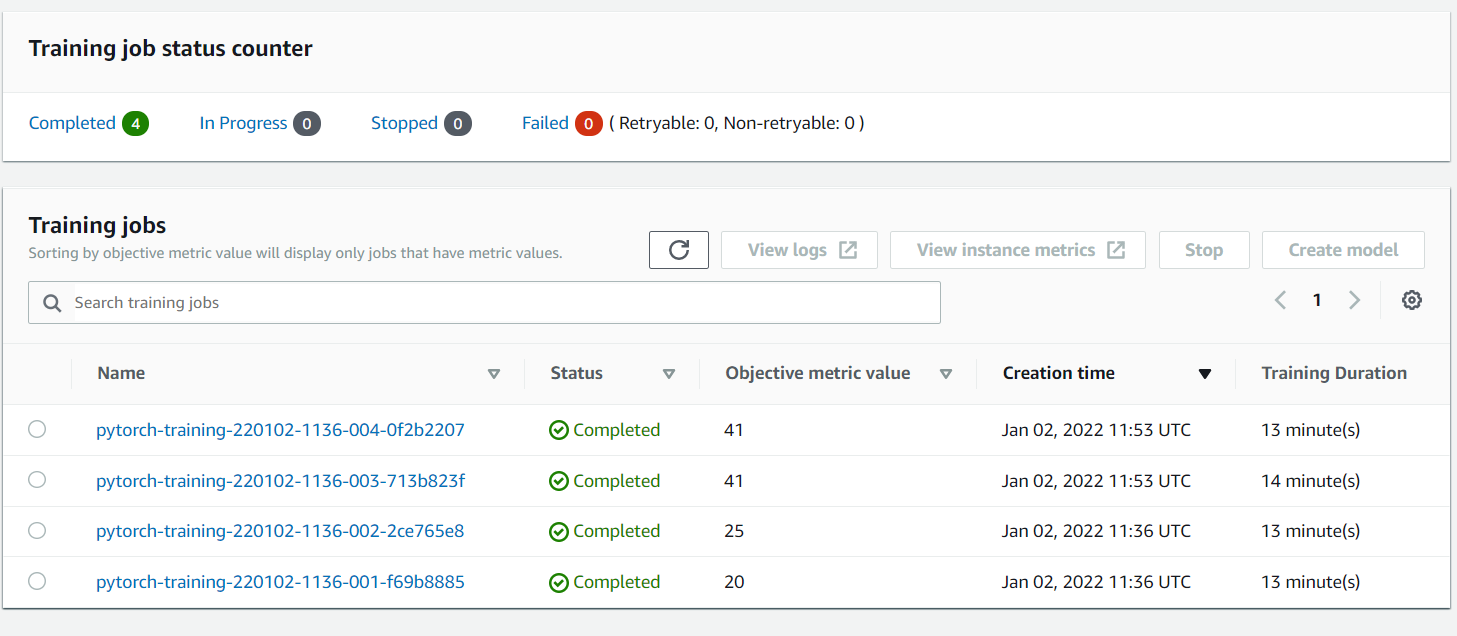 Training job status counter
Completed 4 In Progress 0 Stopped 0 Failed 0 ( Retryable: 0, Non-retryable: 0 )
Training jobs
Sorting by objective metric value will display only jobs that have metric values.
View logs View instance metrics Stop Create model
Search training jobs
1
Name Status Objective metric value Creation time Training Duration
pytorch-training-220102-1136-004-0f2b2207 Completed 41 Jan 02, 2022 11:53 UTC 13 minute(s)
pytorch-training-220102-1136-003-713b823f Completed 41 Jan 02, 2022 11:53 UTC 14 minute(s)
pytorch-training-220102-1136-002-2ce765e8 Completed 25 Jan 02, 2022 11:36 UTC 13 minute(s)
pytorch-training-220102-1136-001-f69b8885 Completed 20 Jan 02, 2022 11:36 UTC 13 minute(s)